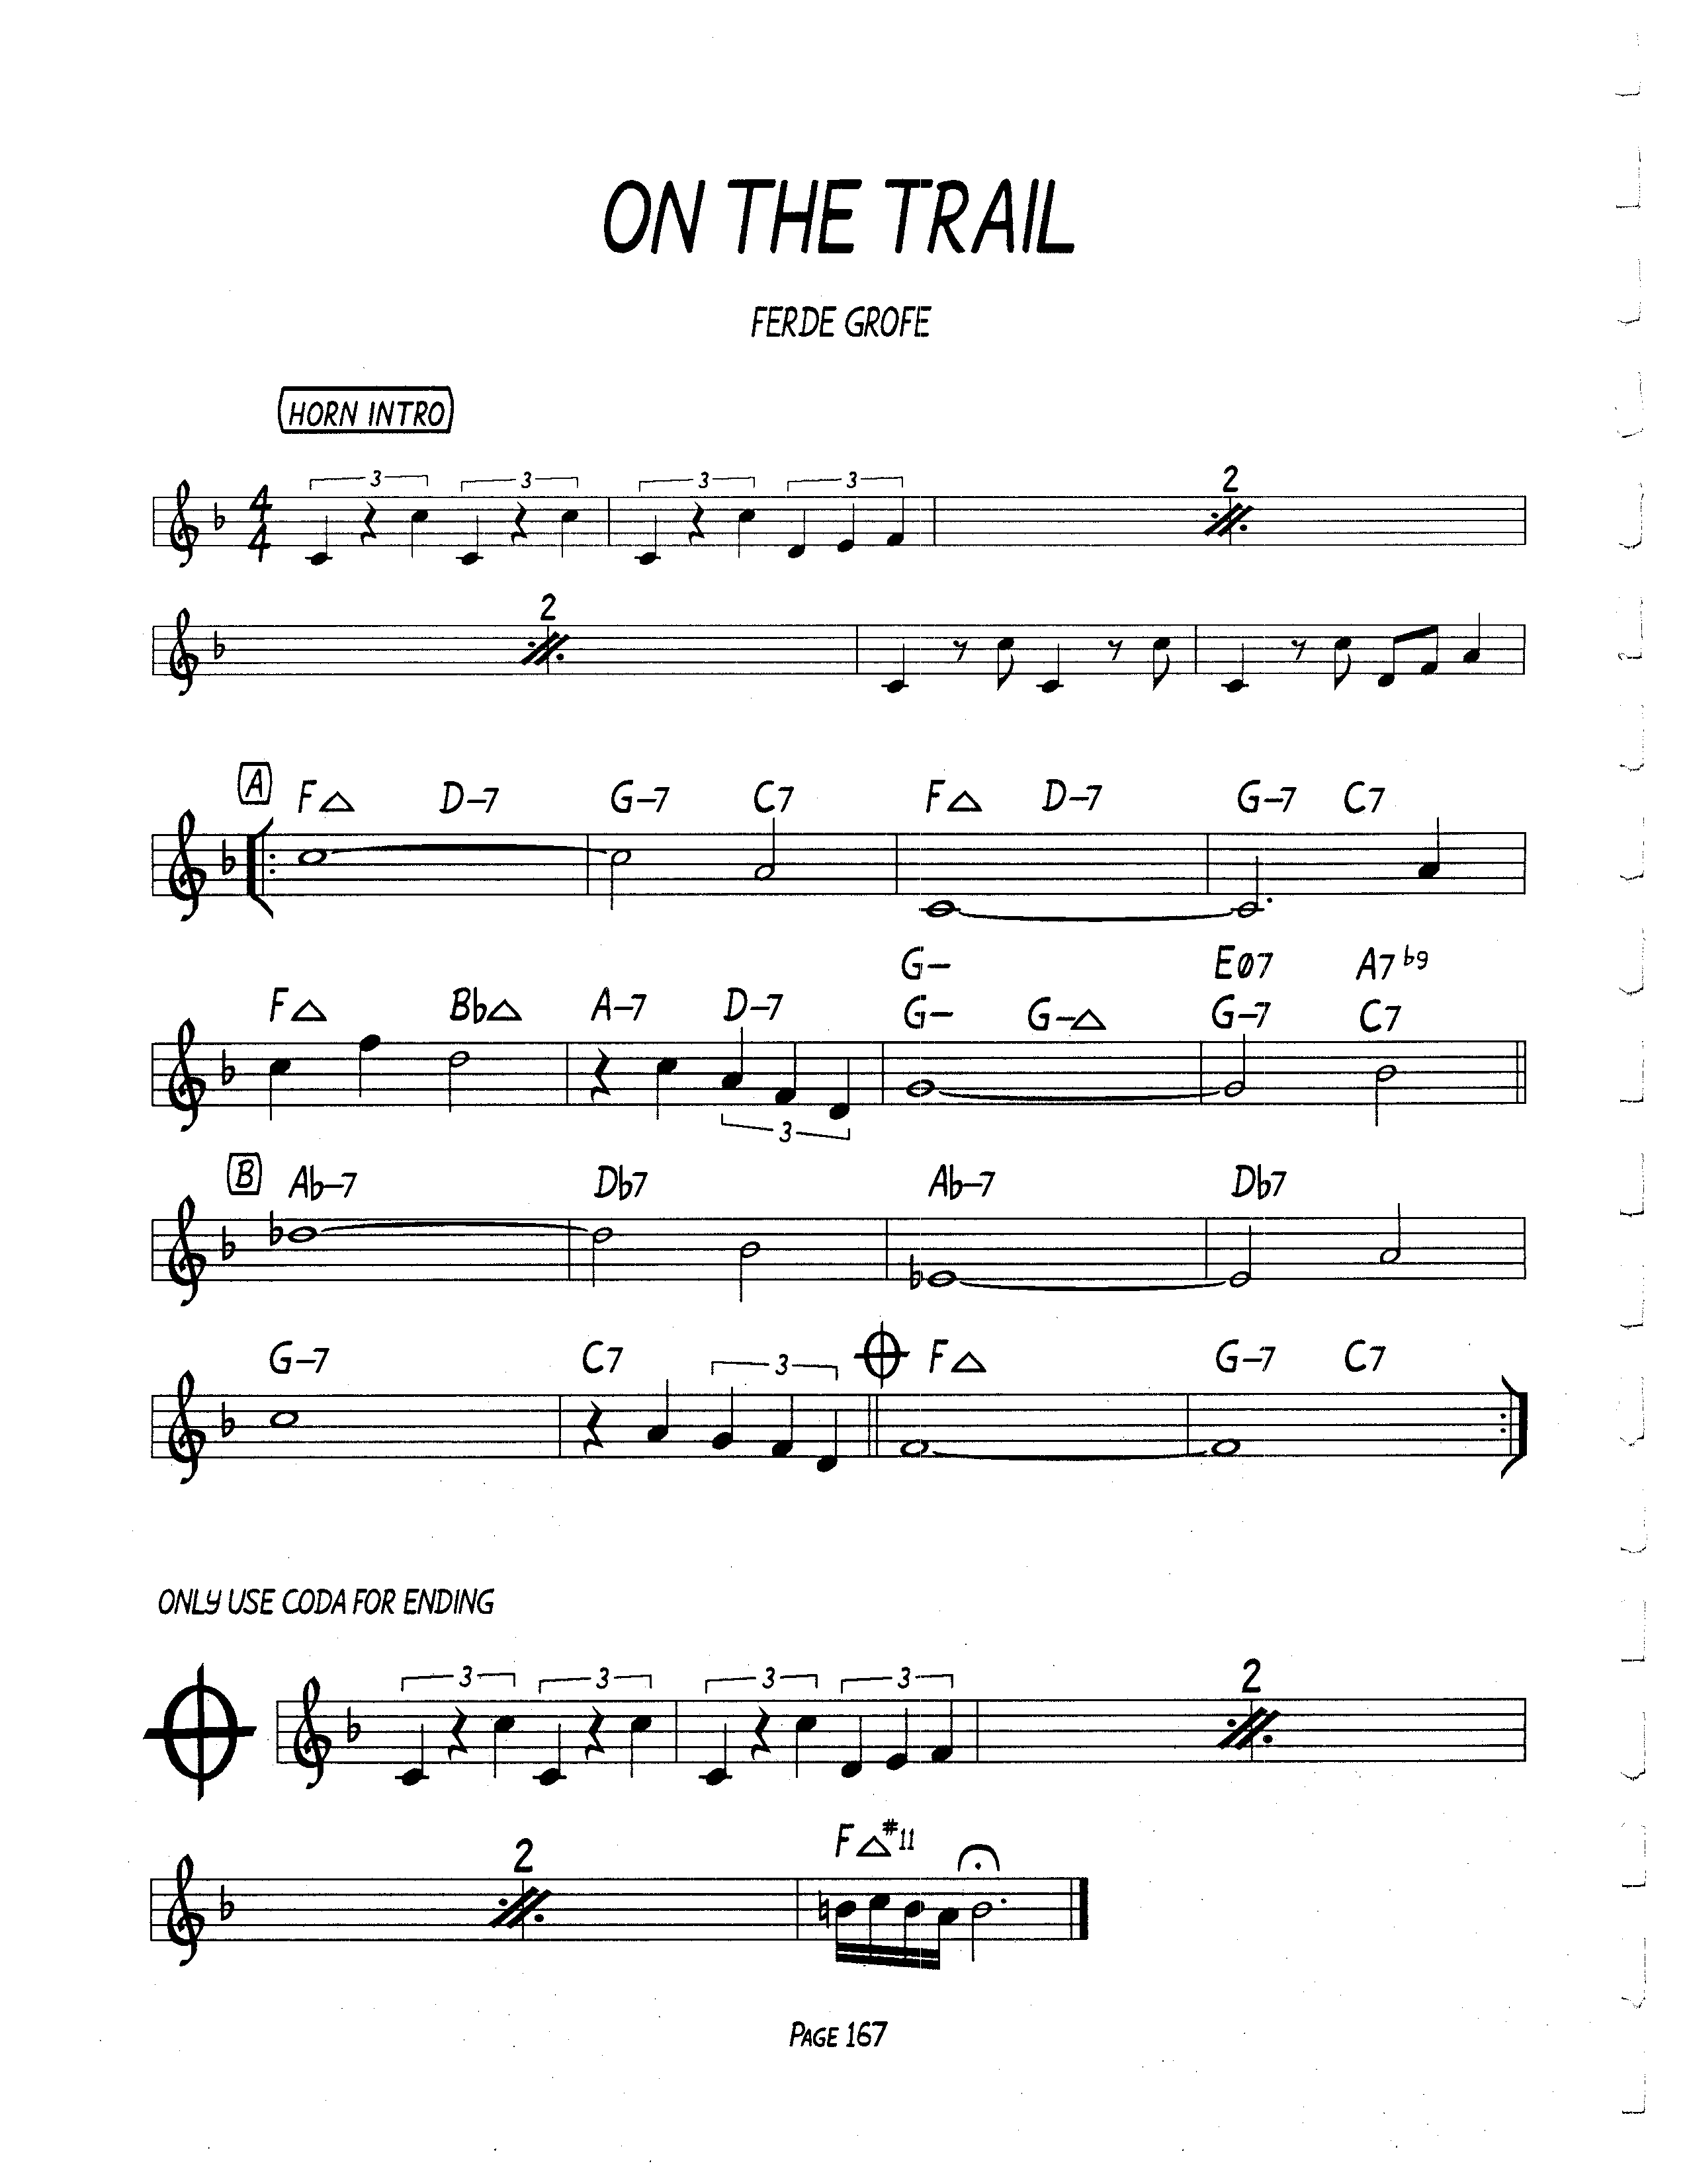 ON THE TRAIL
FERDE GROFE
HORN INTRO
4
4
3 3 3 3 2
2
A F△ D–7 G–7 C7 F△ D–7 G–7 C7
G– Eø7 A7♭9
F△ Bb△ A–7 D–7 G– G–△ G–7 C7
3
B Ab–7 Db7 Ab–7 Db7
G–7 C7 3 F△ G–7 C7
ONLY USE CODA FOR ENDING
3 3 3 3 2
2 F△#11
PAGE 167